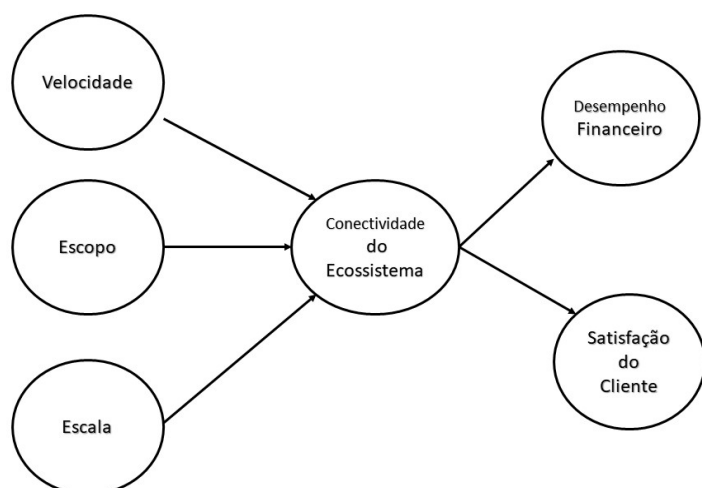 Velocidade
Escopo
Escala
Conectividade
do
Ecossistema
Desempenho
Financeiro
Satisfação
do
Cliente